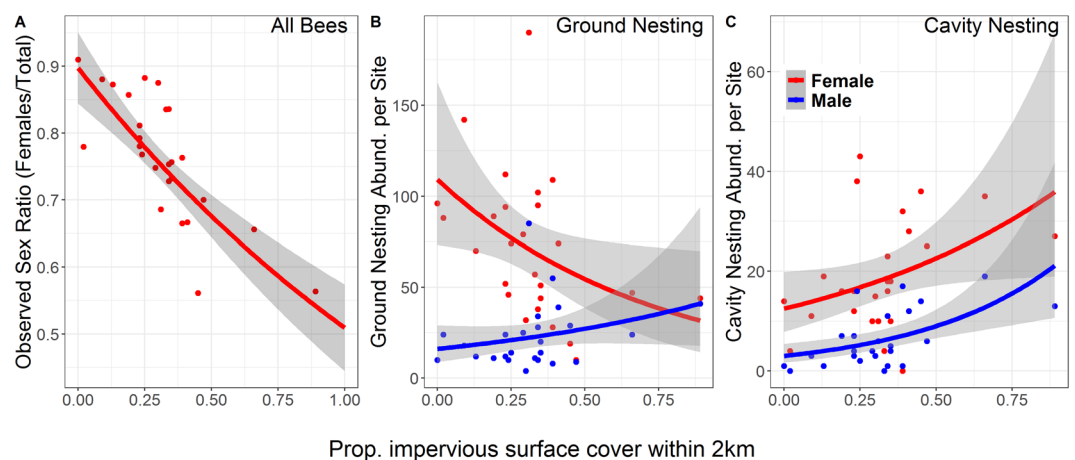 A
All Bees
Observed Sex Ratio (Females/Total)
0.9
0.8
0.7
0.6
0.5
0.00 0.25 0.50 0.75 1.00
B
Ground Nesting
Ground Nesting Abund. per Site
150
100
50
0
0.00 0.25 0.50 0.75
C
Cavity Nesting
Cavity Nesting Abund. per Site
60
40
20
0
Female
Male
0.00 0.25 0.50 0.75
Prop. impervious surface cover within 2km